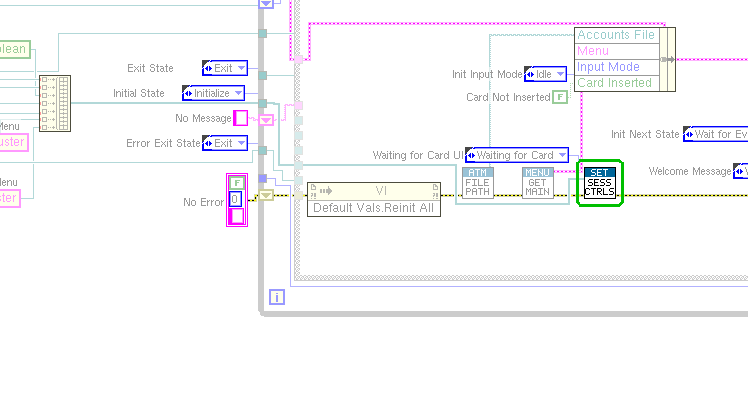 Accounts File
Menu
Input Mode
Card Inserted
olean
Exit State
Exit
Init Input Mode
Idle
Initial State
Initialize
Card Not Inserted
F
No Message
Menu
uster
Error Exit State
Exit
Init Next State
Wait for Ev
Waiting for Card UI
Waiting for Card
Welcome Message
W
ATM
FILE
PATH
MENU
GET
MAIN
SET
SESS
CTRLS
Menu
ster
No Error
F
0
VI
Default Vals.Reinit All
i